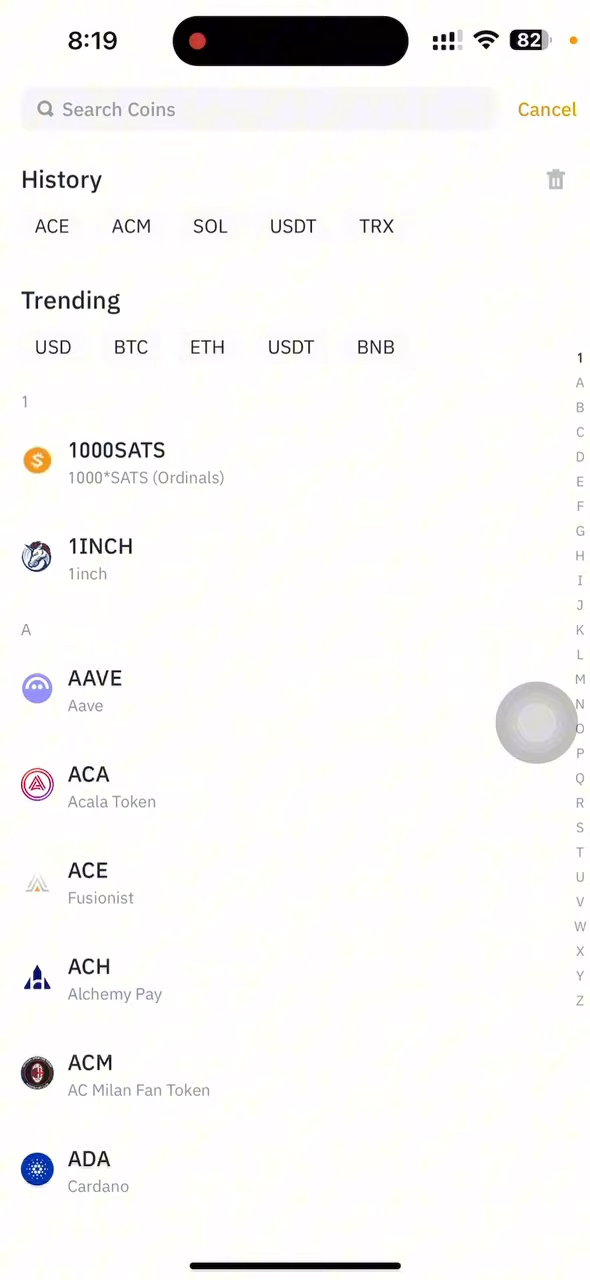 8:19
82
Search Coins
Cancel
History
ACE ACM SOL USDT TRX
Trending
USD BTC ETH USDT BNB
1
1000SATS
1000*SATS (Ordinals)
1INCH
1inch
A
AAVE
Aave
ACA
Acala Token
ACE
Fusionist
ACH
Alchemy Pay
ACM
AC Milan Fan Token
ADA
Cardano
1
A
B
C
D
E
F
G
H
I
J
K
L
M
N
O
P
Q
R
S
T
U
V
W
X
Y
Z